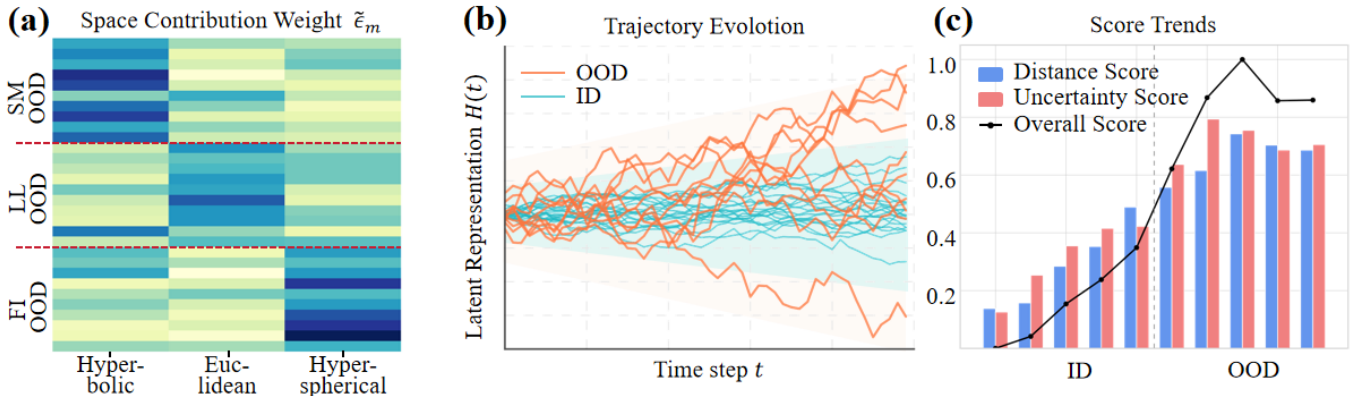 (a)
Space Contribution Weight ε̃ₘ
SM
OOD
LL
OOD
FI
OOD
Hyper-
bolic
Euc-
lidean
Hyper-
spherical
(b)
Trajectory Evolotion
Latent Representation H(t)
OOD
ID
Time step t
(c)
Score Trends
1.0
0.8
0.6
0.4
0.2
Distance Score
Uncertainty Score
Overall Score
ID
OOD